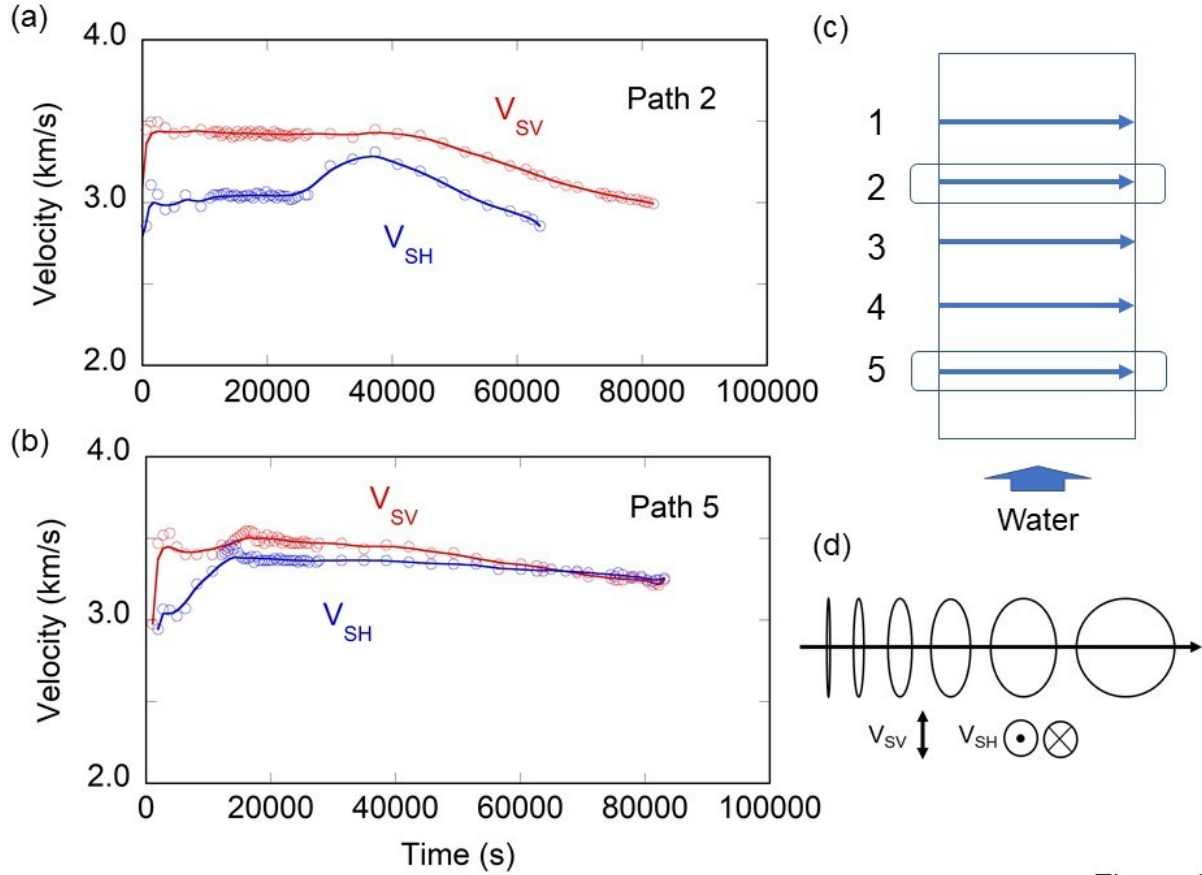 (a)
4.0
3.0
2.0
Velocity (km/s)
Path 2
V_SV
V_SH
0 20000 40000 60000 80000 100000
(b)
4.0
3.0
2.0
Velocity (km/s)
Path 5
V_SV
V_SH
0 20000 40000 60000 80000 100000
Time (s)
(c)
1
2
3
4
5
Water
(d)
V_SV V_SH